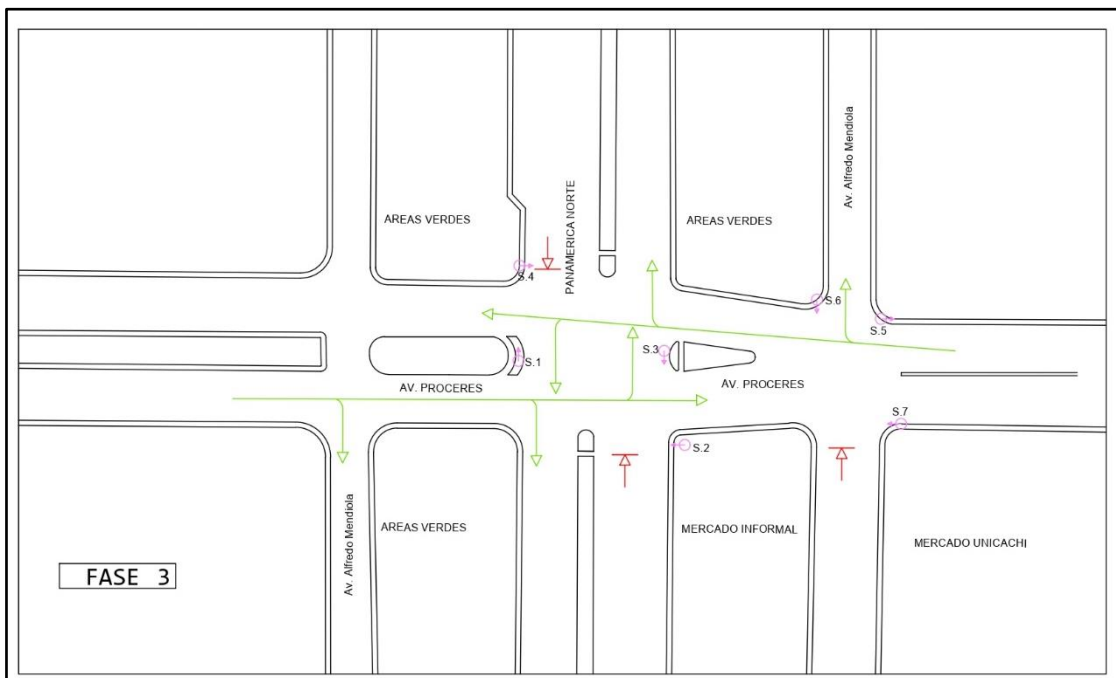 AREAS VERDES
PANAMERICA NORTE
AREAS VERDES
Av. Alfredo Mendiola
S.4
S.6
S.5
S.1
S.3
AV. PROCERES
AV. PROCERES
S.7
S.2
Av. Alfredo Mendiola
AREAS VERDES
MERCADO INFORMAL
MERCADO UNICACHI
FASE 3